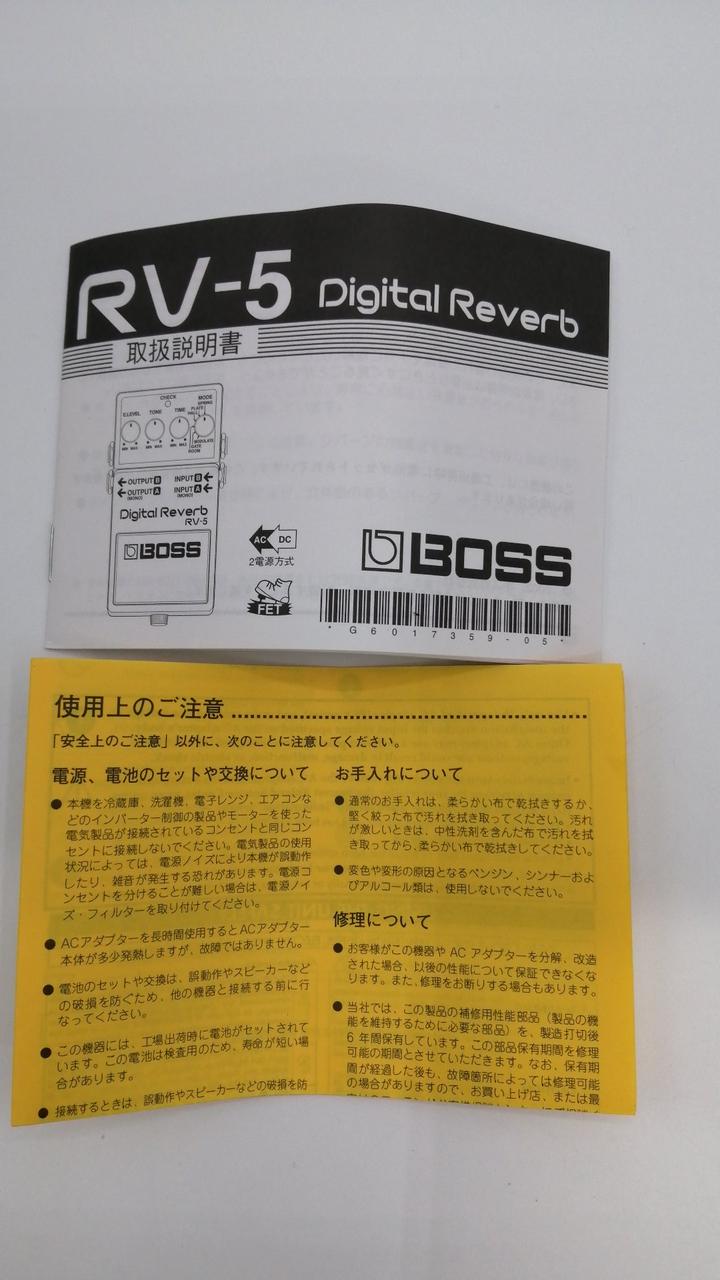 RV-5 Digital Reverb
取扱説明書
CHECK
MODE
E.LEVEL TONE TIME
SPRING
PLATE
HALL
MODULATE
GATE
ROOM
MIN MAX MIN MAX MIN MAX
OUTPUT B INPUT B
OUTPUT A INPUT A
(MONO) (MONO)
Digital Reverb
RV-5
BOSS
AC DC
2電源方式
FET
BOSS
* G6017359-05 *
使用上のご注意
「安全上のご注意」以外に、次のことに注意してください。
電源、電池のセットや交換について
● 本機を冷蔵庫、洗濯機、電子レンジ、エアコンな
どのインバーター制御の製品やモーターを使った
電気製品が接続されているコンセントと同じコン
セントに接続しないでください。電気製品の使用
状況によっては、電源ノイズにより本機が誤動作
したり、雑音が発生する恐れがあります。電源コ
ンセントを分けることが難しい場合は、電源ノイ
ズ・フィルターを取り付けてください。
● ACアダプターを長時間使用するとACアダプター
本体が多少発熱しますが、故障ではありません。
● 電池のセットや交換は、誤動作やスピーカーなど
の破損を防ぐため、他の機器と接続する前に行
なってください。
● この機器には、工場出荷時に電池がセットされて
います。この電池は検査用のため、寿命が短い場
合があります。
● 接続するときは、誤動作やスピーカーなどの破損を防
お手入れについて
● 通常のお手入れは、柔らかい布で乾拭きするか、
堅く絞った布で汚れを拭き取ってください。汚れ
が激しいときは、中性洗剤を含んだ布で汚れを拭
き取ってから、柔らかい布で乾拭きしてください。
● 変色や変形の原因となるベンジン、シンナーおよ
びアルコール類は、使用しないでください。
修理について
● お客様がこの機器や AC アダプターを分解、改造
された場合、以後の性能について保証できなくな
ります。また、修理をお断りする場合もあります。
● 当社では、この製品の補修用性能部品（製品の機
能を維持するために必要な部品）を、製造打切後
6 年間保有しています。この部品保有期間を修理
可能の期間とさせていただきます。なお、保有期
間が経過した後も、故障箇所によっては修理可能
の場合がありますので、お買い上げ店、または最